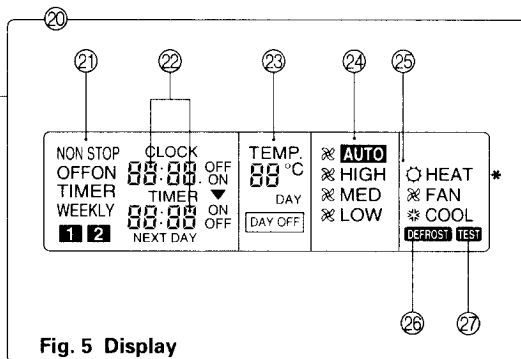 20
21 22 23 24 25
NON STOP
OFFON
TIMER
WEEKLY
1 2
CLOCK
88:88. OFF
ON
TIMER ▼
88:88 ON
OFF
NEXT DAY
TEMP.
88 °C
DAY
DAY OFF
AUTO
HIGH
MED
LOW
HEAT *
FAN
COOL
DEFROST TEST
26 27
Fig. 5 Display